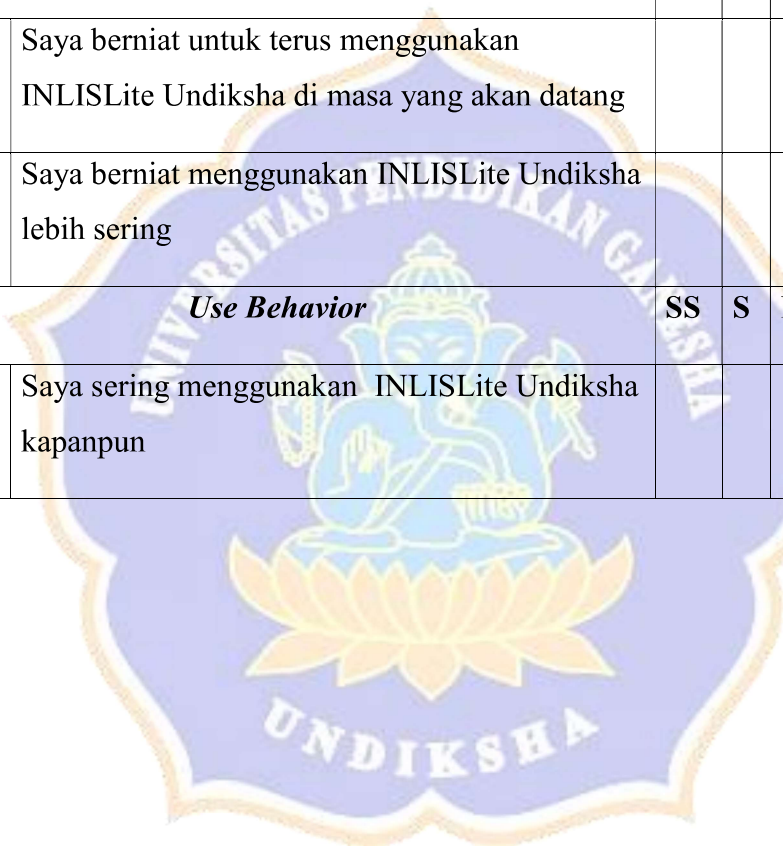 Saya berniat untuk terus menggunakan
INLISLite Undiksha di masa yang akan datang
Saya berniat menggunakan INLISLite Undiksha
lebih sering
Use Behavior SS S
Saya sering menggunakan INLISLite Undiksha
kapanpun
UNIVERSITAS PENDIDIKAN GANESHA
UNDIKSHA